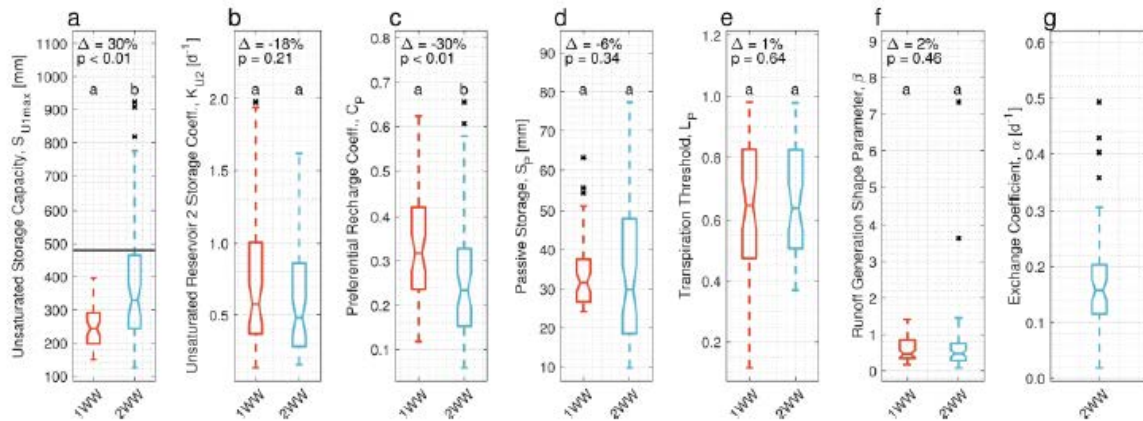 a
Δ = 30%
p < 0.01
a
b
Unsaturated Storage Capacity, S U1max [mm]
1100
1000
900
800
700
600
500
400
300
200
100
1WW
2WW
b
Δ = -18%
p = 0.21
a
a
Unsaturated Reservoir 2 Storage Coeff., K U2 [d⁻¹]
2.0
1.5
1.0
0.5
1WW
2WW
c
Δ = -30%
p < 0.01
a
b
Preferential Recharge Coeff., C P
0.8
0.7
0.6
0.5
0.4
0.3
0.2
0.1
1WW
2WW
d
Δ = -6%
p = 0.34
a
a
Passive Storage, S P [mm]
90
80
70
60
50
40
30
20
10
1WW
2WW
e
Δ = 1%
p = 0.64
a
a
Transpiration Threshold, L P
1.2
1.0
0.8
0.6
0.4
0.2
1WW
2WW
f
Δ = 2%
p = 0.46
a
a
Runoff Generation Shape Parameter, β
9
8
7
6
5
4
3
2
1
0
1WW
2WW
g
Exchange Coefficient, α [d⁻¹]
0.6
0.5
0.4
0.3
0.2
0.1
0.0
2WW